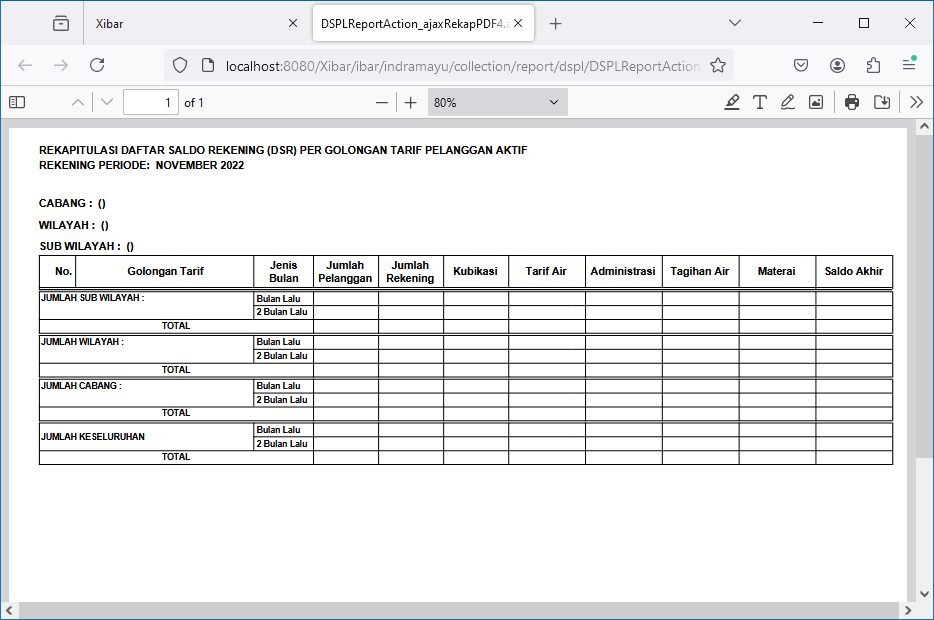 Xibar
DSPLReportAction_ajaxRekapPDF4.a
localhost:8080/Xibar/ibar/indramayu/collection/report/dspl/DSPLReportAction_
1 of 1
80%
REKAPITULASI DAFTAR SALDO REKENING (DSR) PER GOLONGAN TARIF PELANGGAN AKTIF
REKENING PERIODE: NOVEMBER 2022
CABANG : ()
WILAYAH : ()
SUB WILAYAH : ()
No. Golongan Tarif Jenis Bulan Jumlah Pelanggan Jumlah Rekening Kubikasi Tarif Air Administrasi Tagihan Air Materai Saldo Akhir
JUMLAH SUB WILAYAH : Bulan Lalu
2 Bulan Lalu
TOTAL
JUMLAH WILAYAH : Bulan Lalu
2 Bulan Lalu
TOTAL
JUMLAH CABANG : Bulan Lalu
2 Bulan Lalu
TOTAL
JUMLAH KESELURUHAN Bulan Lalu
2 Bulan Lalu
TOTAL